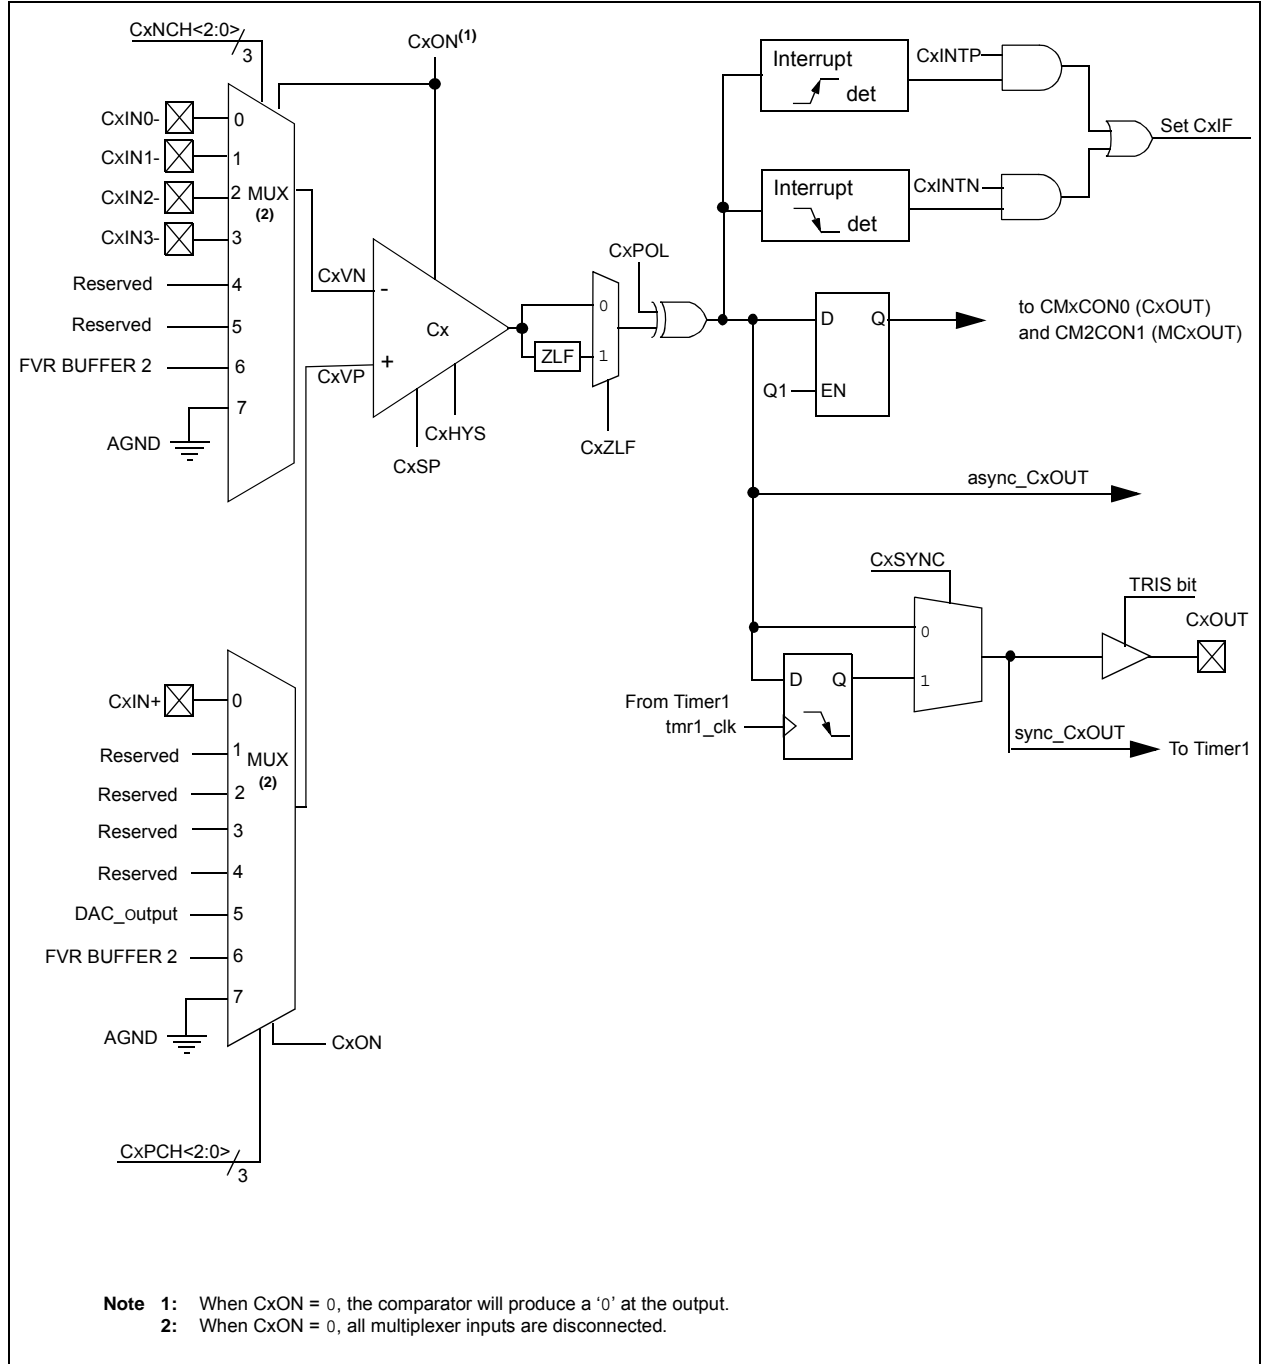 CxNCH<2:0>
3
CxON(1)
CxIN0-
0
CxIN1-
1
CxIN2-
2
MUX
(2)
CxIN3-
3
Reserved
4
Reserved
5
FVR BUFFER 2
6
7
AGND
CxVN
-
Cx
+
CxVP
CxHYS
CxSP
ZLF
0
1
CxZLF
CxPOL
Interrupt
det
CxINTP
Interrupt
det
CxINTN
Set CxIF
D
Q
Q1
EN
to CMxCON0 (CxOUT)
and CM2CON1 (MCxOUT)
async_CxOUT
CxSYNC
0
1
TRIS bit
CxOUT
D
Q
From Timer1
tmr1_clk
sync_CxOUT
To Timer1
CxIN+
0
Reserved
1
MUX
(2)
Reserved
2
Reserved
3
Reserved
4
DAC_output
5
FVR BUFFER 2
6
7
AGND
CxON
CxPCH<2:0>
3
Note 1: When CxON = 0, the comparator will produce a ‘0’ at the output.
2: When CxON = 0, all multiplexer inputs are disconnected.